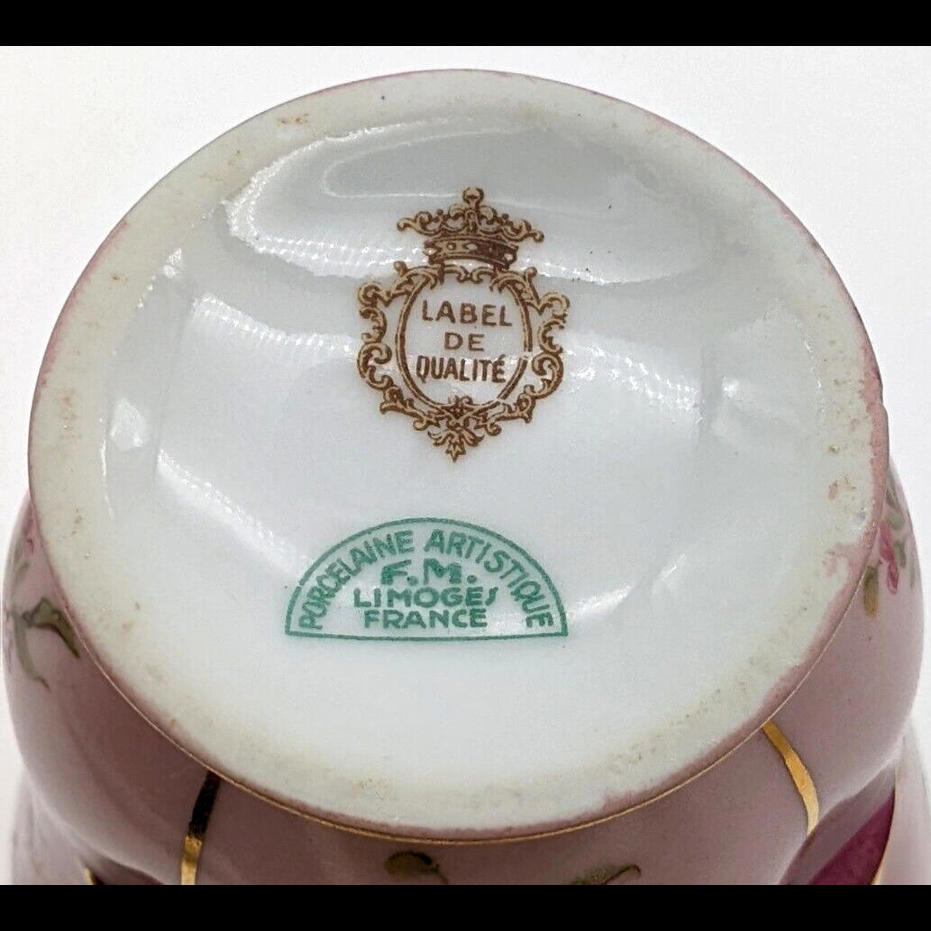 LABEL
DE
QUALITÉ
PORCELAINE ARTISTIQUE
F.M.
LIMOGES
FRANCE